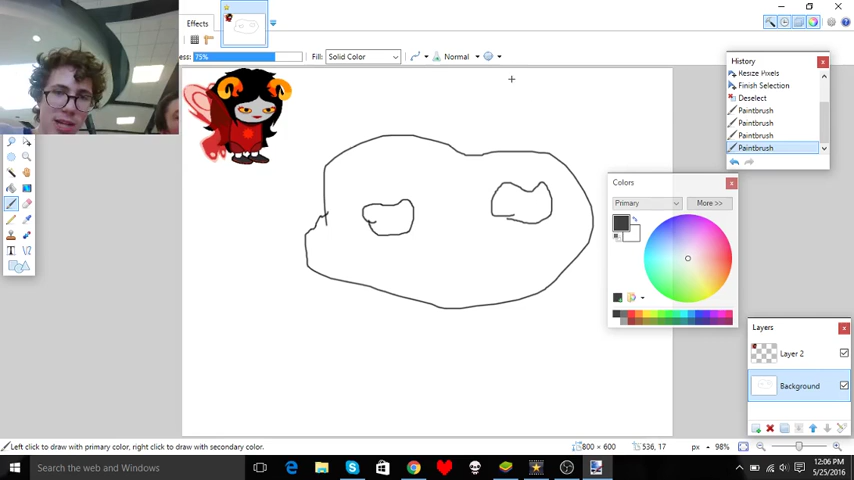 Effects
ess: 75% Fill: Solid Color Normal
History
Resize Pixels
Finish Selection
Deselect
Paintbrush
Paintbrush
Paintbrush
Paintbrush
Colors
Primary More >>
Layers
Layer 2
Background
Left click to draw with primary color, right click to draw with secondary color. 800 × 600 536, 17 px 98%
Search the web and Windows 12:06 PM
5/25/2016